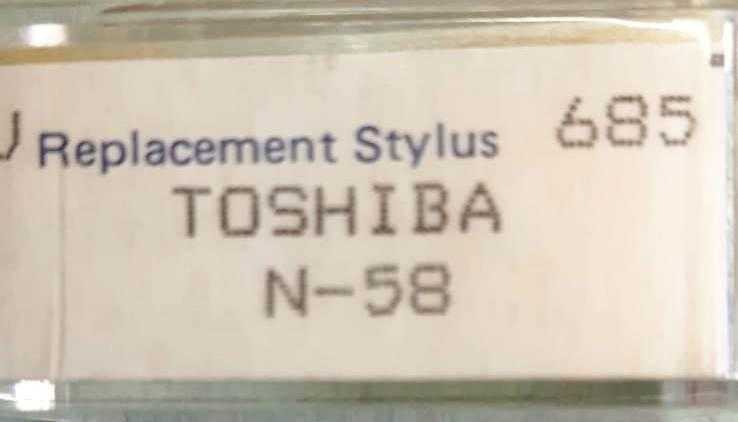 Replacement Stylus 685
TOSHIBA
N-58